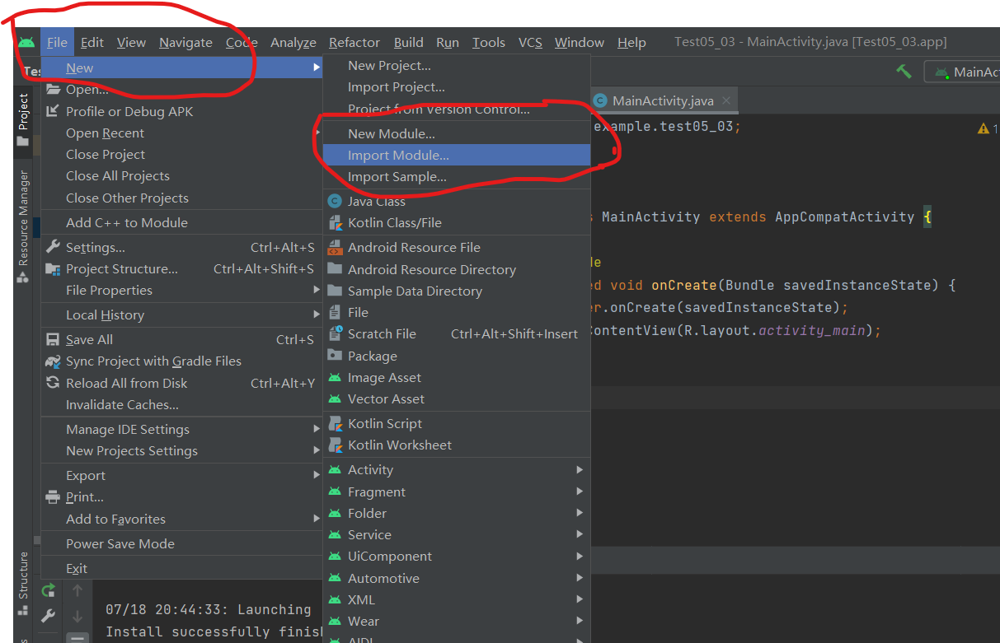 File Edit View Navigate Code Analyze Refactor Build Run Tools VCS Window Help Test05_03 - MainActivity.java [Test05_03.app]
New
Open...
Profile or Debug APK
Open Recent
Close Project
Close All Projects
Close Other Projects
Add C++ to Module
Settings... Ctrl+Alt+S
Project Structure... Ctrl+Alt+Shift+S
File Properties
Local History
Save All Ctrl+S
Sync Project with Gradle Files
Reload All from Disk Ctrl+Alt+Y
Invalidate Caches...
Manage IDE Settings
New Projects Settings
Export
Print...
Add to Favorites
Power Save Mode
Exit
New Project...
Import Project...
Project from Version Control...
New Module...
Import Module...
Import Sample...
Java Class
Kotlin Class/File
Android Resource File
Android Resource Directory
Sample Data Directory
File
Scratch File Ctrl+Alt+Shift+Insert
Package
Image Asset
Vector Asset
Kotlin Script
Kotlin Worksheet
Activity
Fragment
Folder
Service
UiComponent
Automotive
XML
Wear
AIDL
Tes
MainAc
MainActivity.java
example.test05_03;
1
s MainActivity extends AppCompatActivity {
de
ed void onCreate(Bundle savedInstanceState) {
er.onCreate(savedInstanceState);
ContentView(R.layout.activity_main);
Project
Resource Manager
Structure
07/18 20:44:33: Launching
Install successfully finis